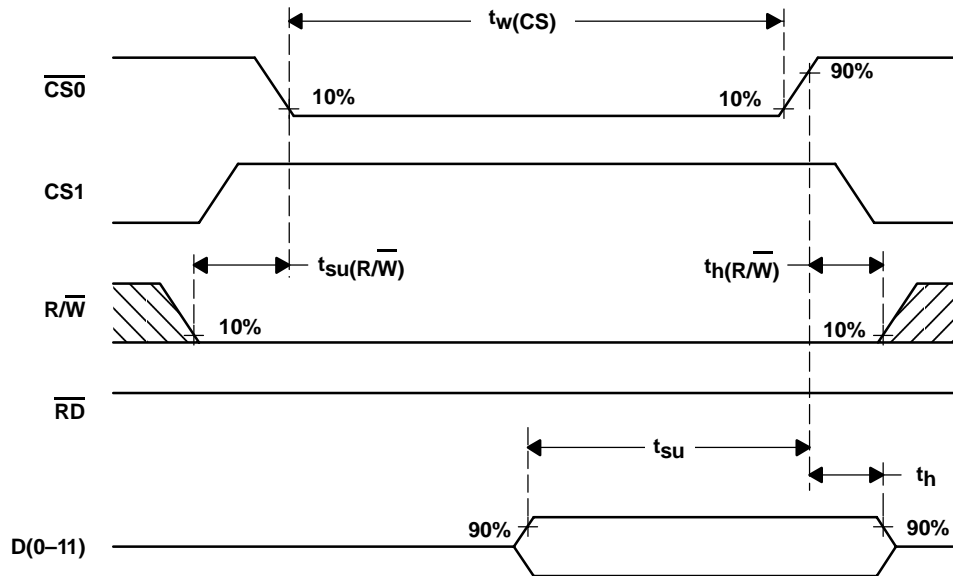 tw(CS)
CS0
10%
10%
90%
CS1
tsu(R/W)
th(R/W)
R/W
10%
10%
RD
tsu
th
90%
90%
D(0–11)